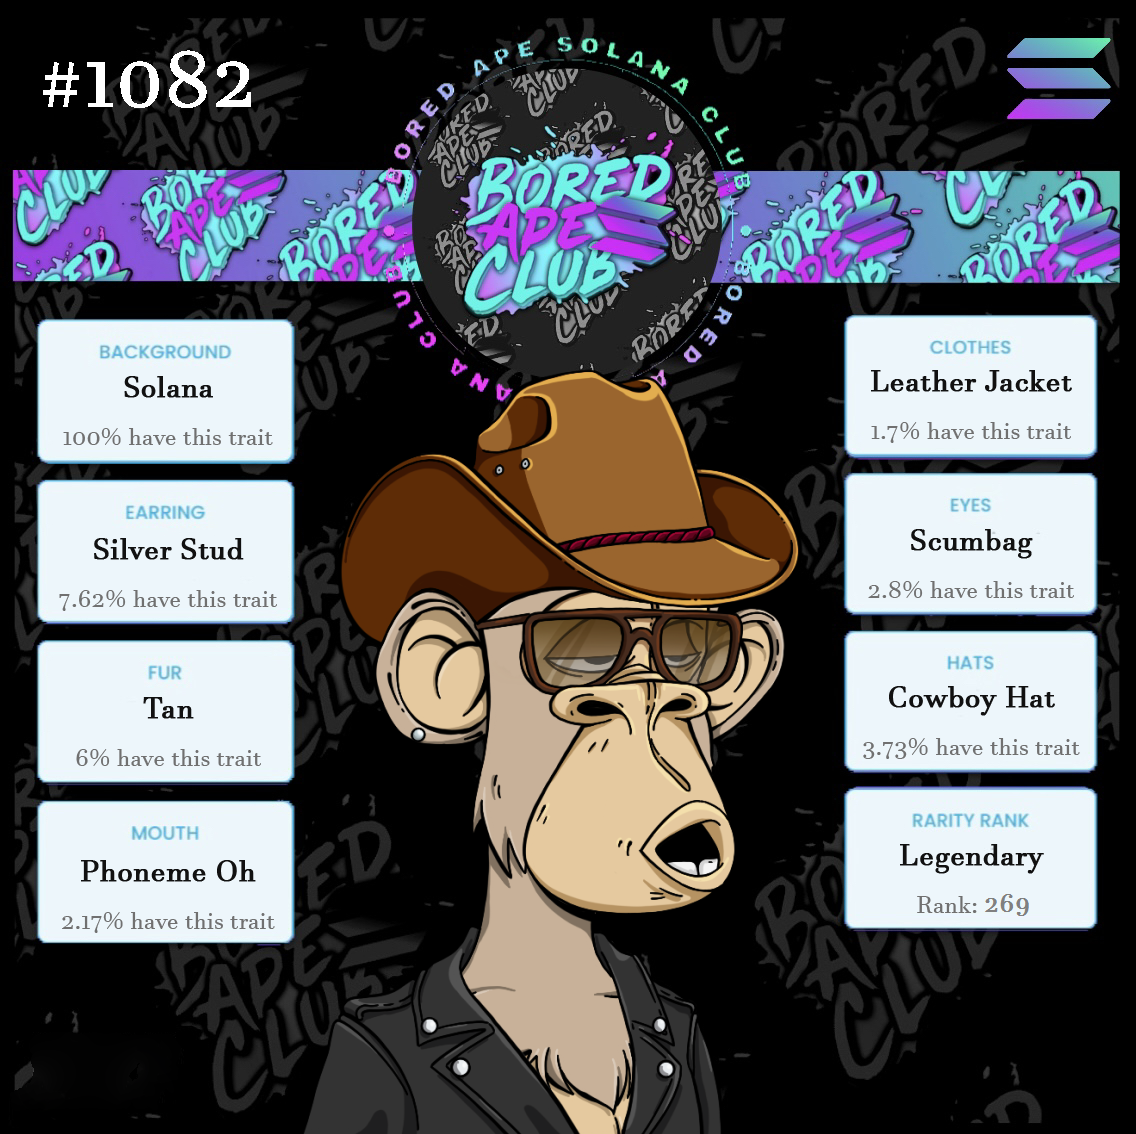 #1082
BORED APE SOLANA CLUB
BORED
APE
CLUB
BACKGROUND
Solana
100% have this trait
EARRING
Silver Stud
7.62% have this trait
FUR
Tan
6% have this trait
MOUTH
Phoneme Oh
2.17% have this trait
CLOTHES
Leather Jacket
1.7% have this trait
EYES
Scumbag
2.8% have this trait
HATS
Cowboy Hat
3.73% have this trait
RARITY RANK
Legendary
Rank: 269